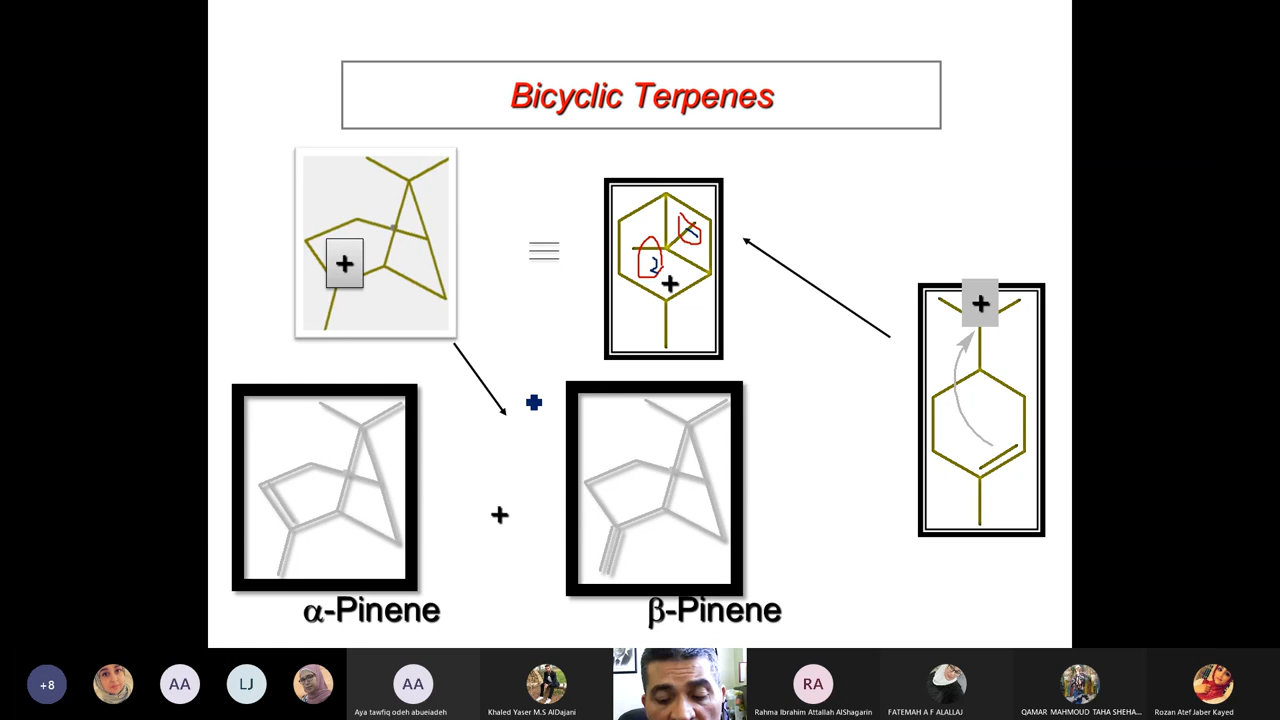 Bicyclic Terpenes
+
2
+
+
+
α-Pinene
β-Pinene
+8
AA
LJ
AA
RA
Aya tawfiq odeh abueiadeh
Khaled Yaser M.S AlDajani
Rahma Ibrahim Attallah AlShagarin
FATEMAH A F ALALLAJ
QAMAR MAHMOUD TAHA SHEHA...
Rozan Atef Jaber Kayed